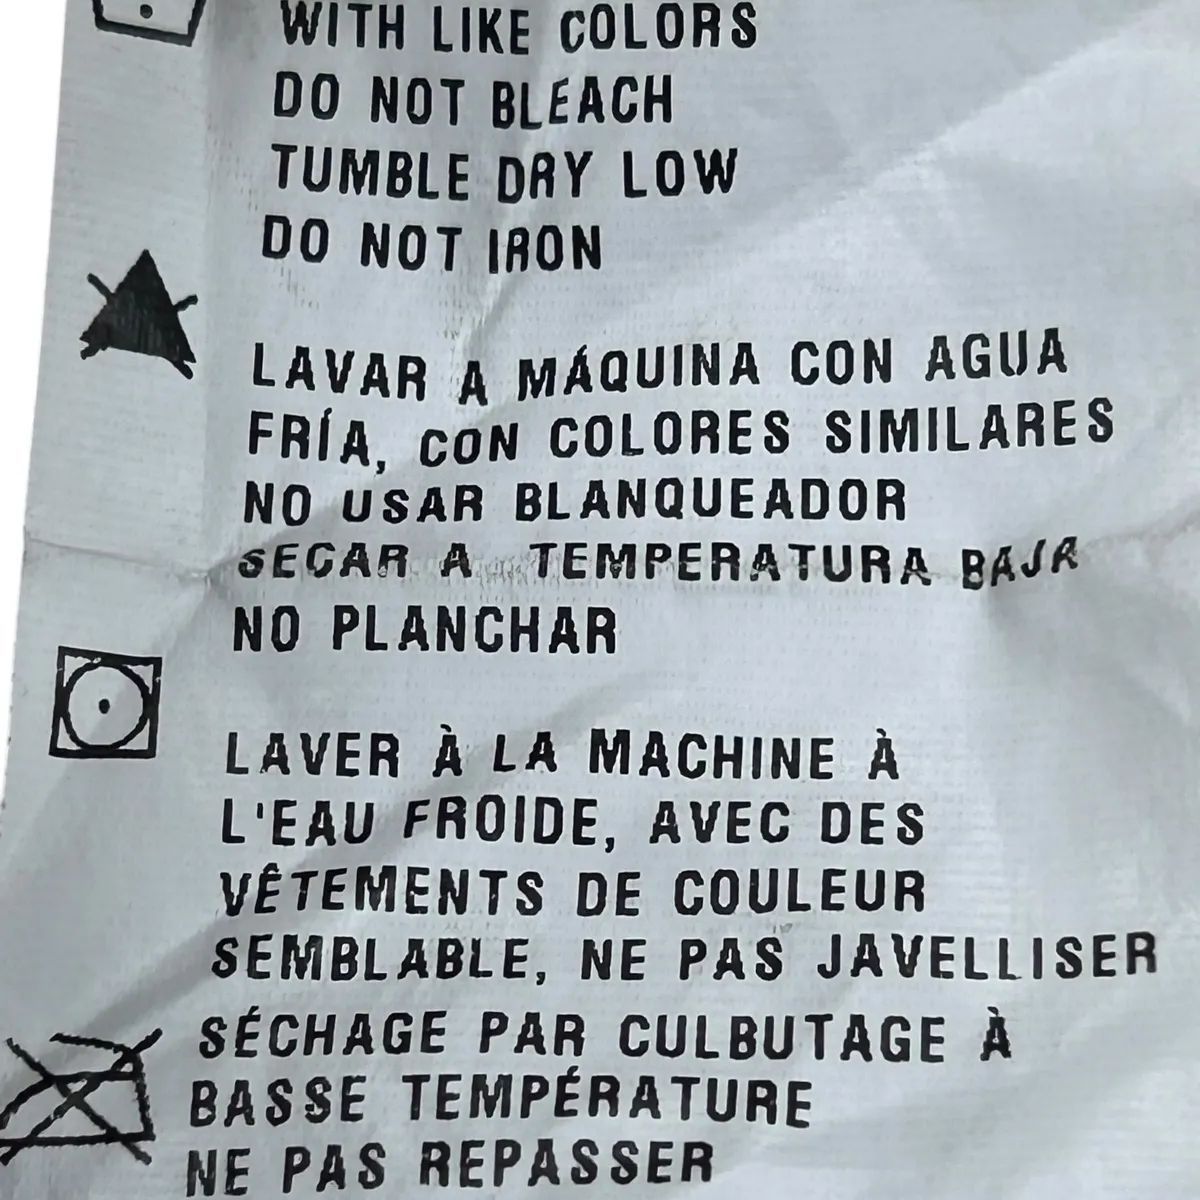 WITH LIKE COLORS
DO NOT BLEACH
TUMBLE DRY LOW
DO NOT IRON
LAVAR A MÁQUINA CON AGUA
FRÍA, CON COLORES SIMILARES
NO USAR BLANQUEADOR
SECAR A TEMPERATURA BAJA
NO PLANCHAR
LAVER À LA MACHINE À
L'EAU FROIDE, AVEC DES
VÊTEMENTS DE COULEUR
SEMBLABLE, NE PAS JAVELLISER
SÉCHAGE PAR CULBUTAGE À
BASSE TEMPÉRATURE
NE PAS REPASSER